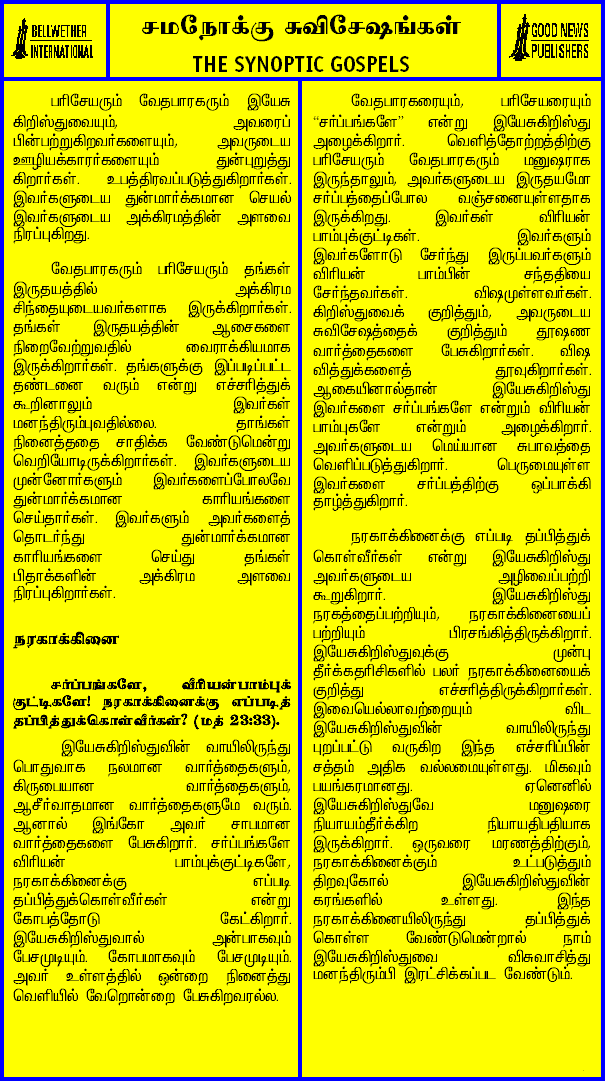 BELLWETHER
INTERNATIONAL
சமநோக்கு சுவிசேஷங்கள்
THE SYNOPTIC GOSPELS
GOOD NEWS
PUBLISHERS
பரிசேயரும் வேதபாரகரும் இயேசு
கிறிஸ்துவையும், அவரைப்
பின்பற்றுகிறவர்களையும், அவருடைய
ஊழியக்காரர்களையும் துன்புறுத்து
கிறார்கள். உபத்திரவப்படுத்துகிறார்கள்.
இவர்களுடைய துன்மார்க்கமான செயல்
இவர்களுடைய அக்கிரமத்தின் அளவை
நிரப்புகிறது.
வேதபாரகரும் பரிசேயரும் தங்கள்
இருதயத்தில் அக்கிரம
சிந்தையுடையவர்களாக இருக்கிறார்கள்.
தங்கள் இருதயத்தின் ஆசைகளை
நிறைவேற்றுவதில் வைராக்கியமாக
இருக்கிறார்கள். தங்களுக்கு இப்படிப்பட்ட
தண்டனை வரும் என்று எச்சரித்துக்
கூறினாலும் இவர்கள்
மனந்திரும்புவதில்லை. தாங்கள்
நினைத்ததை சாதிக்க வேண்டுமென்று
வெறியோடிருக்கிறார்கள். இவர்களுடைய
முன்னோர்களும் இவர்களைப்போலவே
துன்மார்க்கமான காரியங்களை
செய்தார்கள். இவர்களும் அவர்களைத்
தொடர்ந்து துன்மார்க்கமான
காரியங்களை செய்து தங்கள்
பிதாக்களின் அக்கிரம அளவை
நிரப்புகிறார்கள்.
நரகாக்கினை
சர்ப்பங்களே, விரியன்பாம்புக்
குட்டிகளே! நரகாக்கினைக்கு எப்படித்
தப்பித்துக்கொள்வீர்கள்? (மத் 23:33).
இயேசுகிறிஸ்துவின் வாயிலிருந்து
பொதுவாக நலமான வார்த்தைகளும்,
கிருபையான வார்த்தைகளும்,
ஆசீர்வாதமான வார்த்தைகளுமே வரும்.
ஆனால் இங்கோ அவர் சாபமான
வார்த்தைகளை பேசுகிறார். சர்ப்பங்களே
விரியன் பாம்புக்குட்டிகளே,
நரகாக்கினைக்கு எப்படி
தப்பித்துக்கொள்வீர்கள் என்று
கோபத்தோடு கேட்கிறார்.
இயேசுகிறிஸ்துவால் அன்பாகவும்
பேசமுடியும். கோபமாகவும் பேசமுடியும்.
அவர் உள்ளத்தில் ஒன்றை நினைத்து
வெளியில் வேறொன்றை பேசுகிறவரல்ல.
வேதபாரகரையும், பரிசேயரையும்
“சர்ப்பங்களே” என்று இயேசுகிறிஸ்து
அழைக்கிறார். வெளித்தோற்றத்திற்கு
பரிசேயரும் வேதபாரகரும் மனுஷராக
இருந்தாலும், அவர்களுடைய இருதயமோ
சர்ப்பத்தைப்போல வஞ்சனையுள்ளதாக
இருக்கிறது. இவர்கள் விரியன்
பாம்புக்குட்டிகள். இவர்களும்
இவர்களோடு சேர்ந்து இருப்பவர்களும்
விரியன் பாம்பின் சந்ததியை
சேர்ந்தவர்கள். விஷமுள்ளவர்கள்.
கிறிஸ்துவைக் குறித்தும், அவருடைய
சுவிசேஷத்தைக் குறித்தும் தூஷண
வார்த்தைகளை பேசுகிறார்கள். விஷ
வித்துக்களைத் தூவுகிறார்கள்.
ஆகையினால்தான் இயேசுகிறிஸ்து
இவர்களை சர்ப்பங்களே என்றும் விரியன்
பாம்புகளே என்றும் அழைக்கிறார்.
அவர்களுடைய மெய்யான சுபாவத்தை
வெளிப்படுத்துகிறார். பெருமையுள்ள
இவர்களை சர்ப்பத்திற்கு ஒப்பாக்கி
தாழ்த்துகிறார்.
நரகாக்கினைக்கு எப்படி தப்பித்துக்
கொள்வீர்கள் என்று இயேசுகிறிஸ்து
அவர்களுடைய அழிவைப்பற்றி
கூறுகிறார். இயேசுகிறிஸ்து
நரகத்தைப்பற்றியும், நரகாக்கினையைப்
பற்றியும் பிரசங்கித்திருக்கிறார்.
இயேசுகிறிஸ்துவுக்கு முன்பு
தீர்க்கதரிசிகளில் பலர் நரகாக்கினையைக்
குறித்து எச்சரித்திருக்கிறார்கள்.
இவையெல்லாவற்றையும் விட
இயேசுகிறிஸ்துவின் வாயிலிருந்து
புறப்பட்டு வருகிற இந்த எச்சரிப்பின்
சத்தம் அதிக வல்லமையுள்ளது. மிகவும்
பயங்கரமானது. ஏனெனில்
இயேசுகிறிஸ்துவே மனுஷரை
நியாயம்தீர்க்கிற நியாயதிபதியாக
இருக்கிறார். ஒருவரை மரணத்திற்கும்,
நரகாக்கினைக்கும் உட்படுத்தும்
திறவுகோல் இயேசுகிறிஸ்துவின்
கரங்களில் உள்ளது. இந்த
நரகாக்கினையிலிருந்து தப்பித்துக்
கொள்ள வேண்டுமென்றால் நாம்
இயேசுகிறிஸ்துவை விசுவாசித்து
மனந்திரும்பி இரட்சிக்கப்பட வேண்டும்.